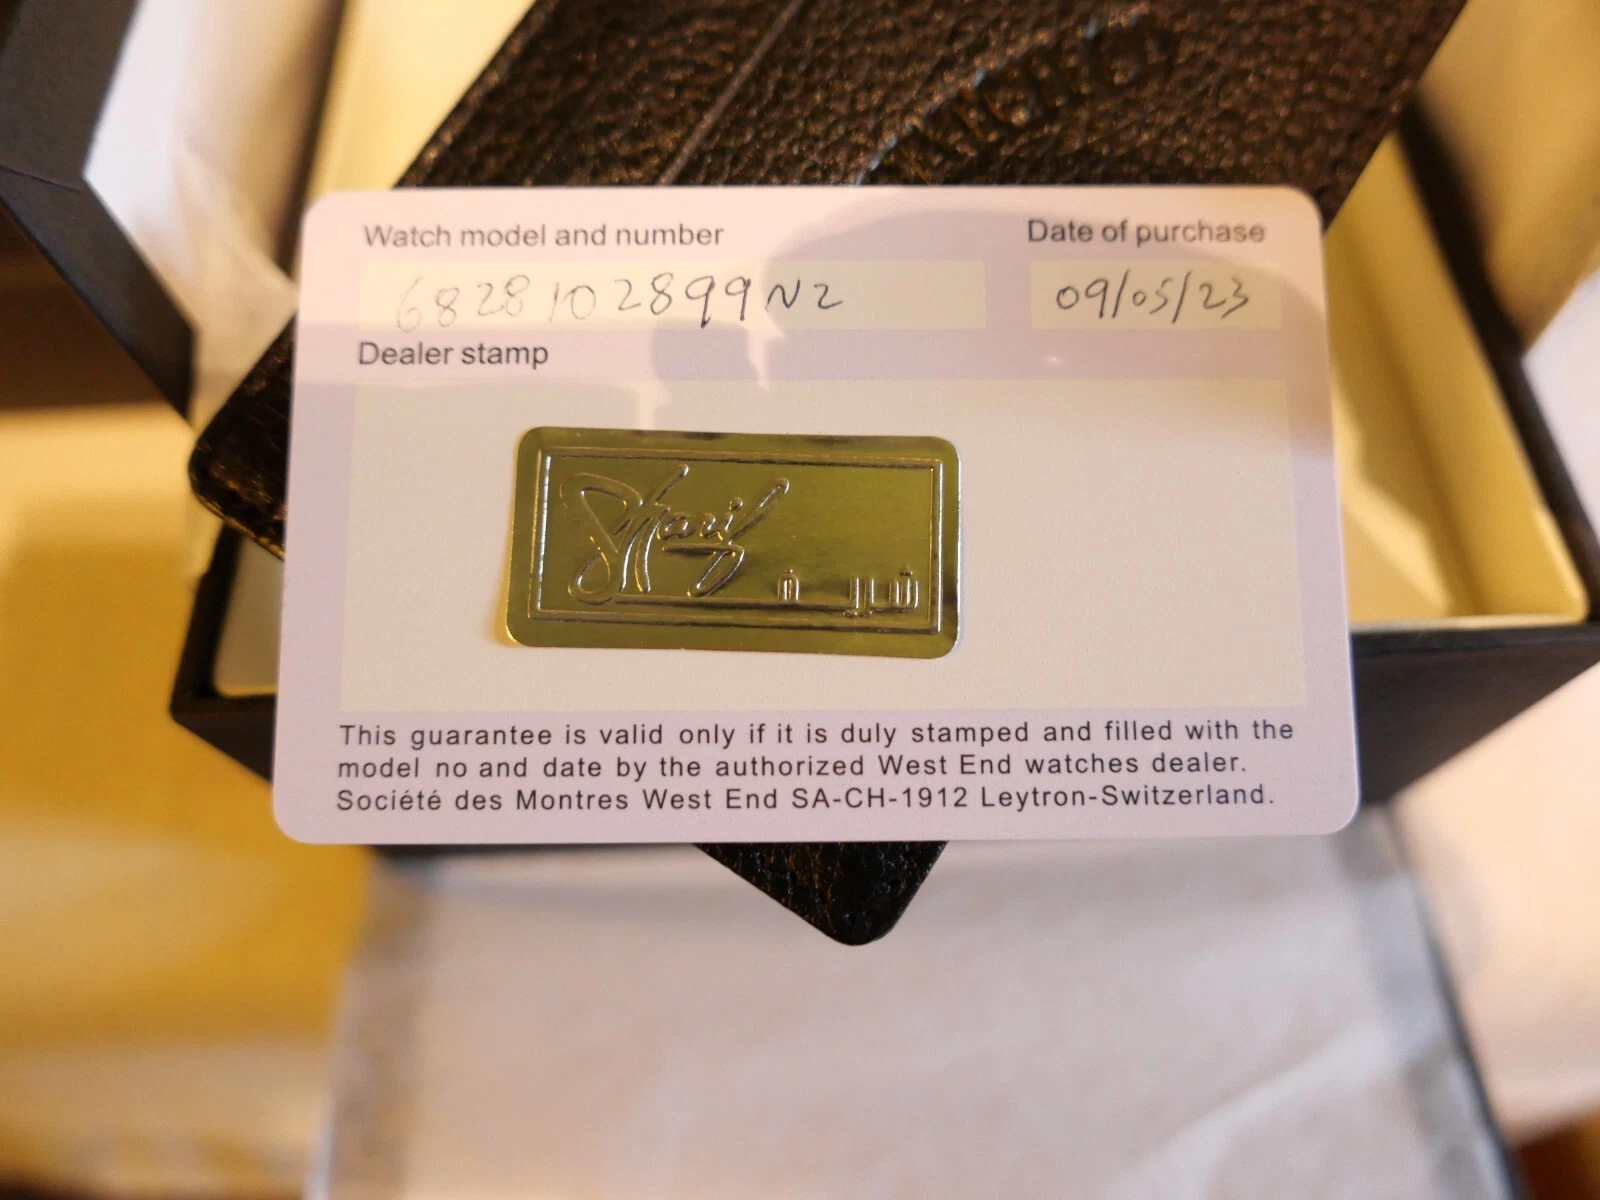 Watch model and number
Date of purchase
6828102899N2
09/05/23
Dealer stamp
Sharif
This guarantee is valid only if it is duly stamped and filled with the
model no and date by the authorized West End watches dealer.
Société des Montres West End SA-CH-1912 Leytron-Switzerland.